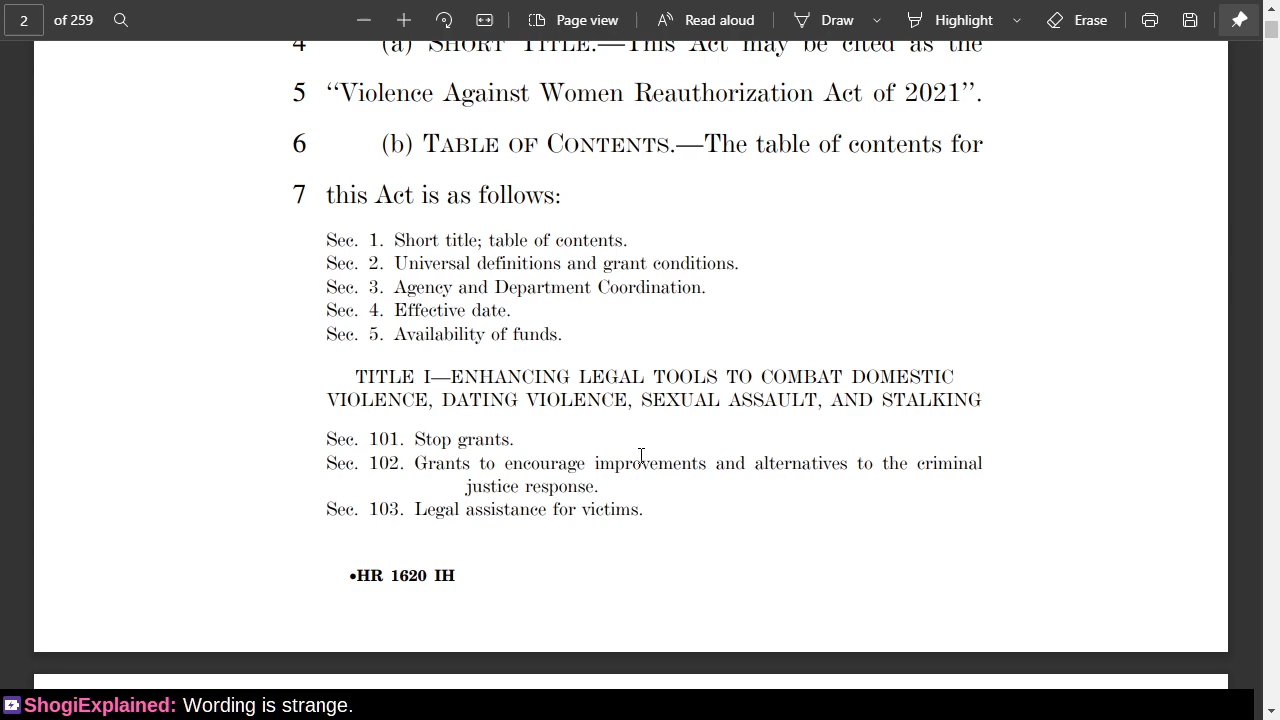 2 of 259 Page view Read aloud Draw Highlight Erase
4 (a) SHORT TITLE.—This Act may be cited as the
5 “Violence Against Women Reauthorization Act of 2021”.
6 (b) TABLE OF CONTENTS.—The table of contents for
7 this Act is as follows:
Sec. 1. Short title; table of contents.
Sec. 2. Universal definitions and grant conditions.
Sec. 3. Agency and Department Coordination.
Sec. 4. Effective date.
Sec. 5. Availability of funds.
TITLE I—ENHANCING LEGAL TOOLS TO COMBAT DOMESTIC
VIOLENCE, DATING VIOLENCE, SEXUAL ASSAULT, AND STALKING
Sec. 101. Stop grants.
Sec. 102. Grants to encourage improvements and alternatives to the criminal
justice response.
Sec. 103. Legal assistance for victims.
•HR 1620 IH
ShogiExplained: Wording is strange.